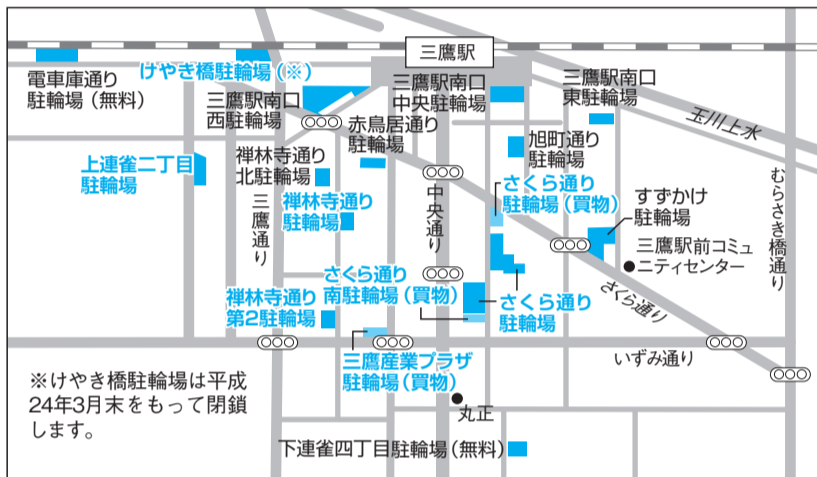 三鷹駅
けやき橋駐輪場(※)
電車庫通り
駐輪場(無料)
三鷹駅南口
西駐輪場
三鷹駅南口
中央駐輪場
三鷹駅南口
東駐輪場
玉川上水
赤鳥居通り
駐輪場
旭町通り
駐輪場
上連雀二丁目
駐輪場
禅林寺通り
北駐輪場
禅林寺通り
駐輪場
三鷹通り
中央通り
さくら通り
駐輪場(買物)
すずかけ
駐輪場
むらさき橋通り
三鷹駅前コミュ
ニティセンター
さくら通り
南駐輪場(買物)
さくら通り
駐輪場
さくら通り
禅林寺通り
第2駐輪場
三鷹産業プラザ
駐輪場(買物)
いずみ通り
※けやき橋駐輪場は平成
24年3月末をもって閉鎖
します。
丸正
下連雀四丁目駐輪場(無料)